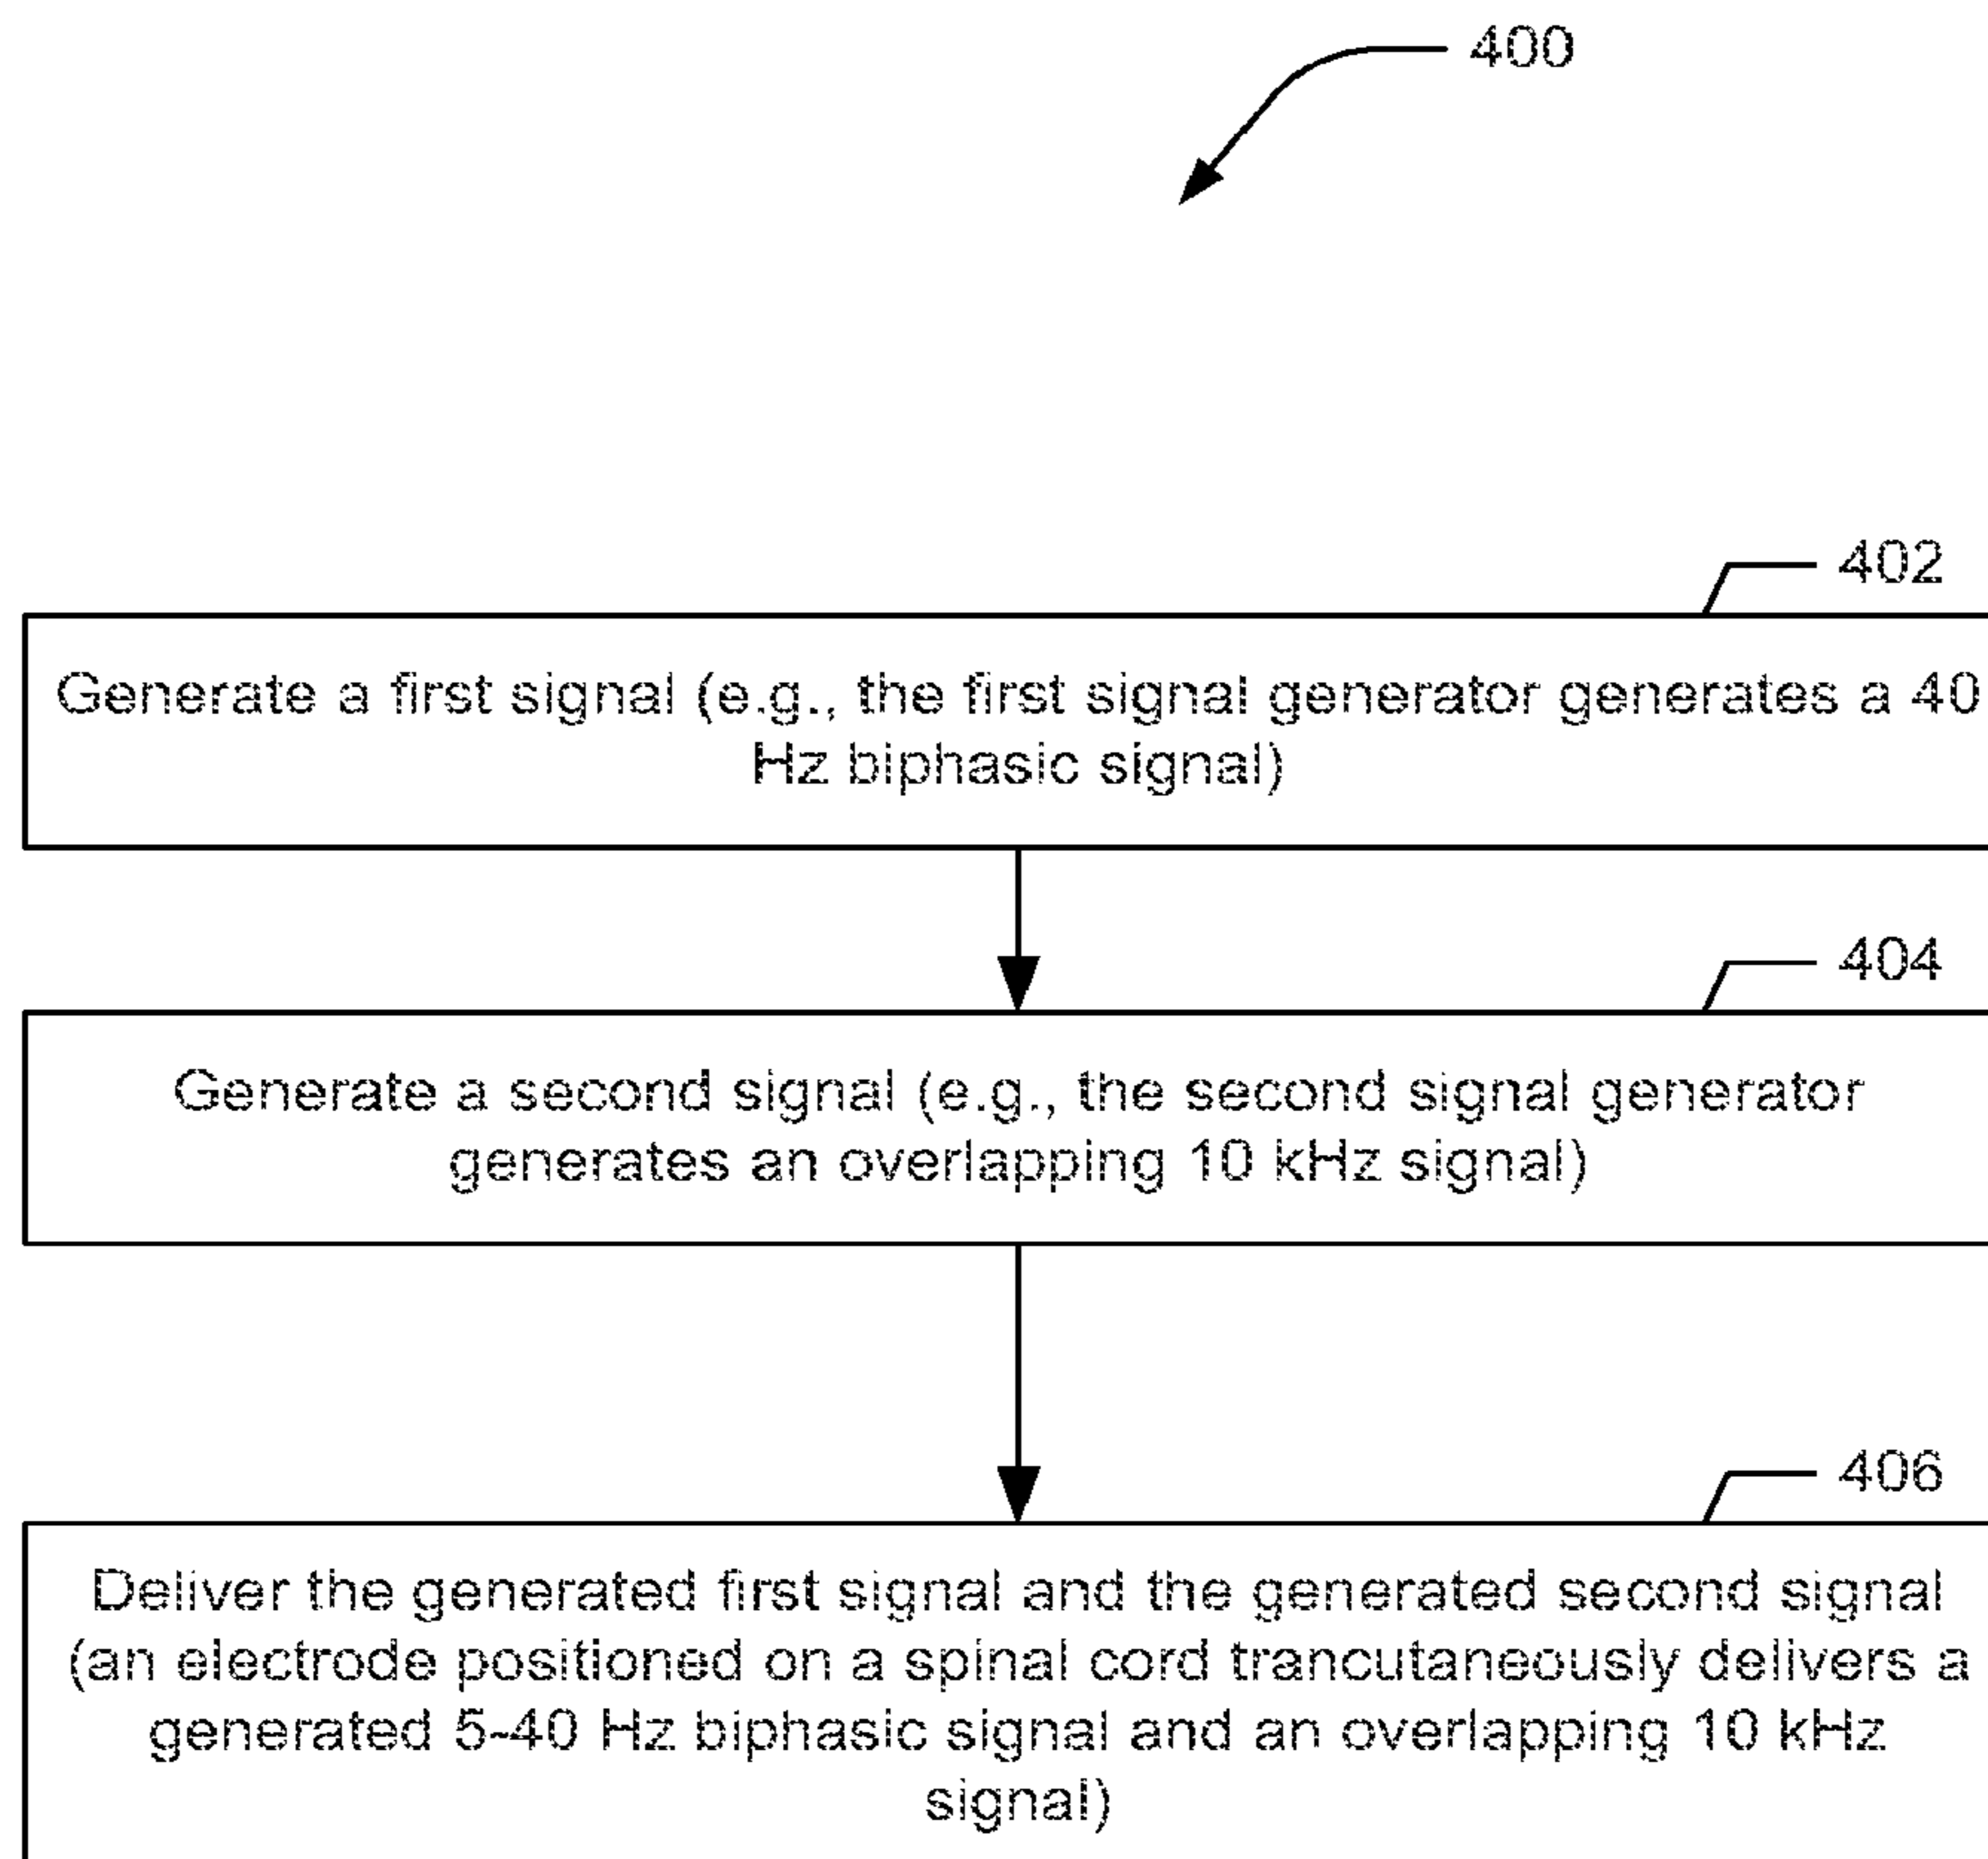 400
402
Generate a first signal (e.g., the first signal generator generates a 40
Hz biphasic signal)
404
Generate a second signal (e.g., the second signal generator
generates an overlapping 10 kHz signal)
406
Deliver the generated first signal and the generated second signal
(an electrode positioned on a spinal cord trancutaneously delivers a
generated 5-40 Hz biphasic signal and an overlapping 10 kHz
signal)